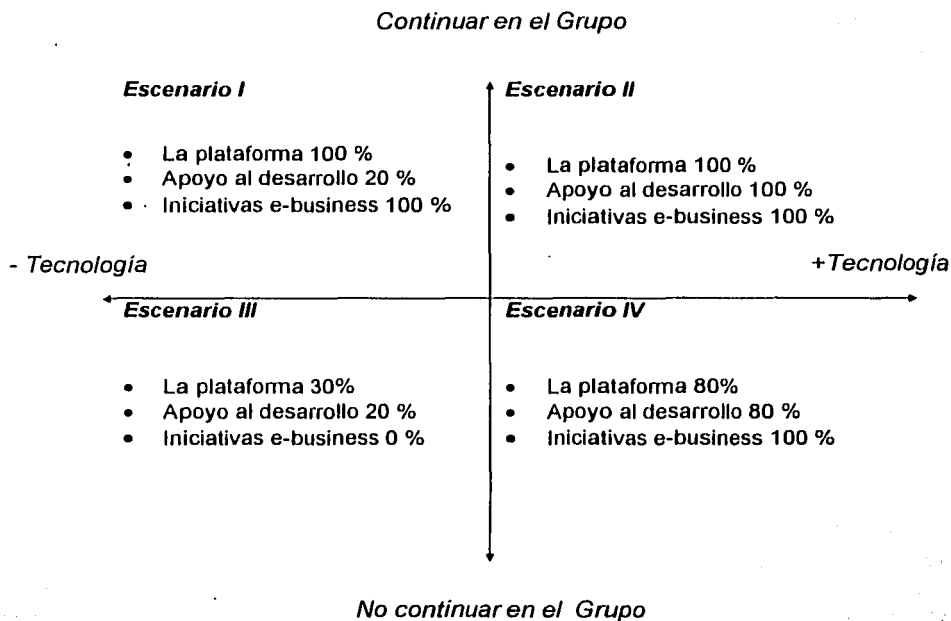 Continuar en el Grupo
Escenario I
• La plataforma 100 %
• Apoyo al desarrollo 20 %
• Iniciativas e-business 100 %
Escenario II
• La plataforma 100 %
• Apoyo al desarrollo 100 %
• Iniciativas e-business 100 %
- Tecnología
+Tecnología
Escenario III
• La plataforma 30%
• Apoyo al desarrollo 20 %
• Iniciativas e-business 0 %
Escenario IV
• La plataforma 80%
• Apoyo al desarrollo 80 %
• Iniciativas e-business 100 %
No continuar en el Grupo